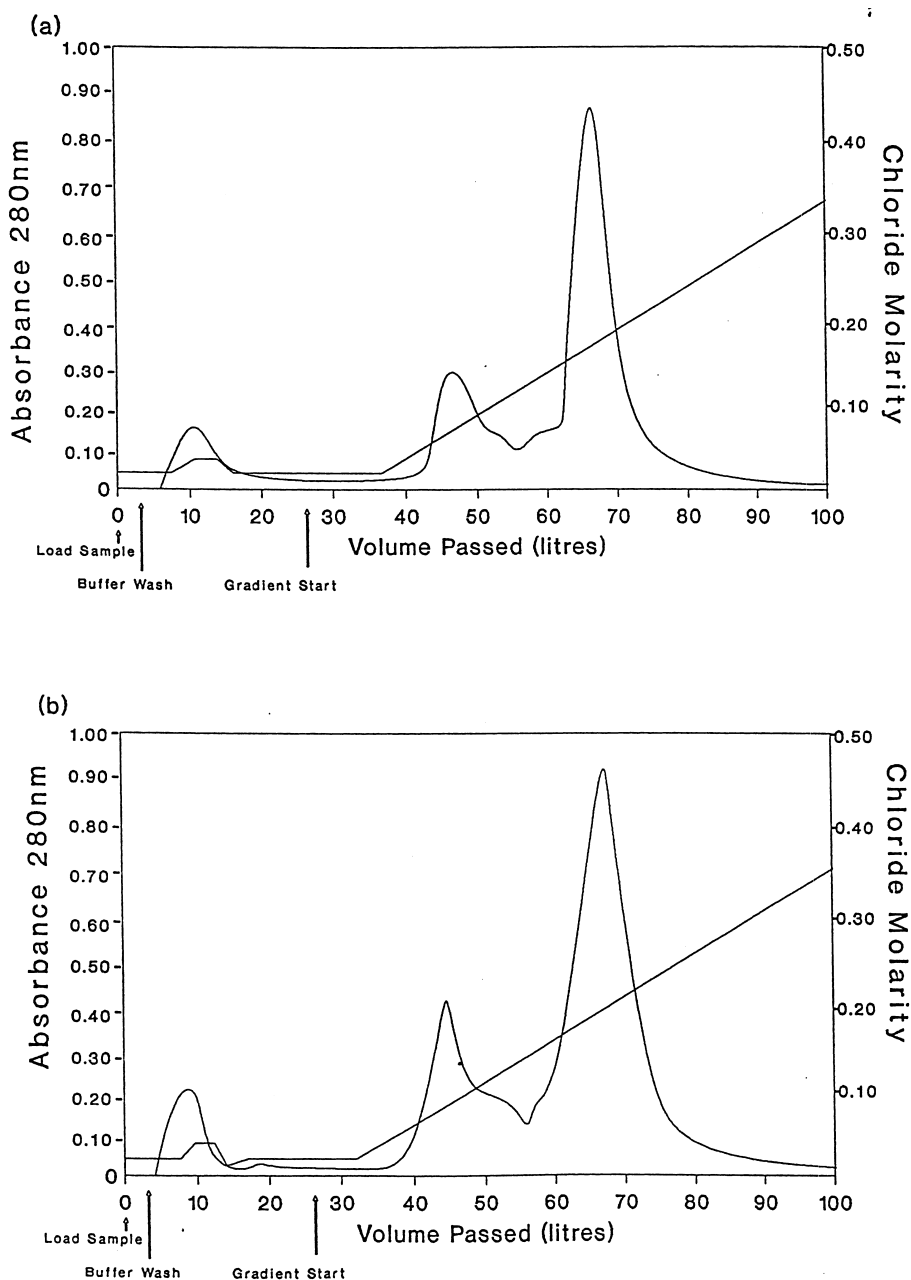 (a)
Absorbance 280nm
1.00
0.90
0.80
0.70
0.60
0.50
0.40
0.30
0.20
0.10
0
0.50
0.40
0.30
0.20
0.10
Chloride Molarity
0 10 20 30 40 50 60 70 80 90 100
Load Sample
Volume Passed (litres)
Buffer Wash
Gradient Start
(b)
Absorbance 280nm
1.00
0.90
0.80
0.70
0.60
0.50
0.40
0.30
0.20
0.10
0
0.50
0.40
0.30
0.20
0.10
Chloride Molarity
0 10 20 30 40 50 60 70 80 90 100
Load Sample
Volume Passed (litres)
Buffer Wash
Gradient Start